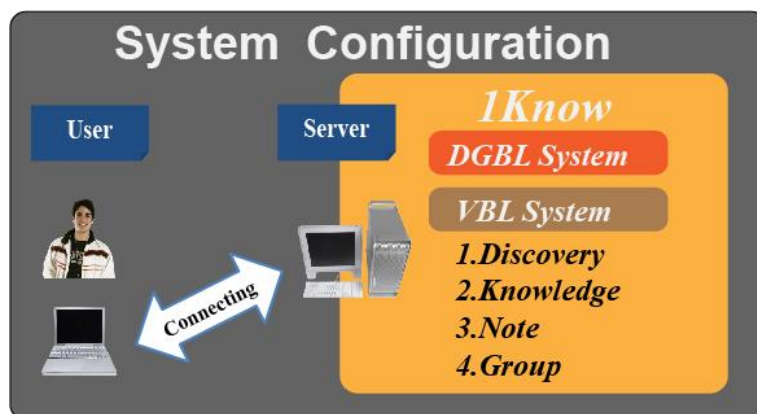 System Configuration
User
Server
1Know
DGBL System
VBL System
1.Discovery
2.Knowledge
3.Note
4.Group
Connecting